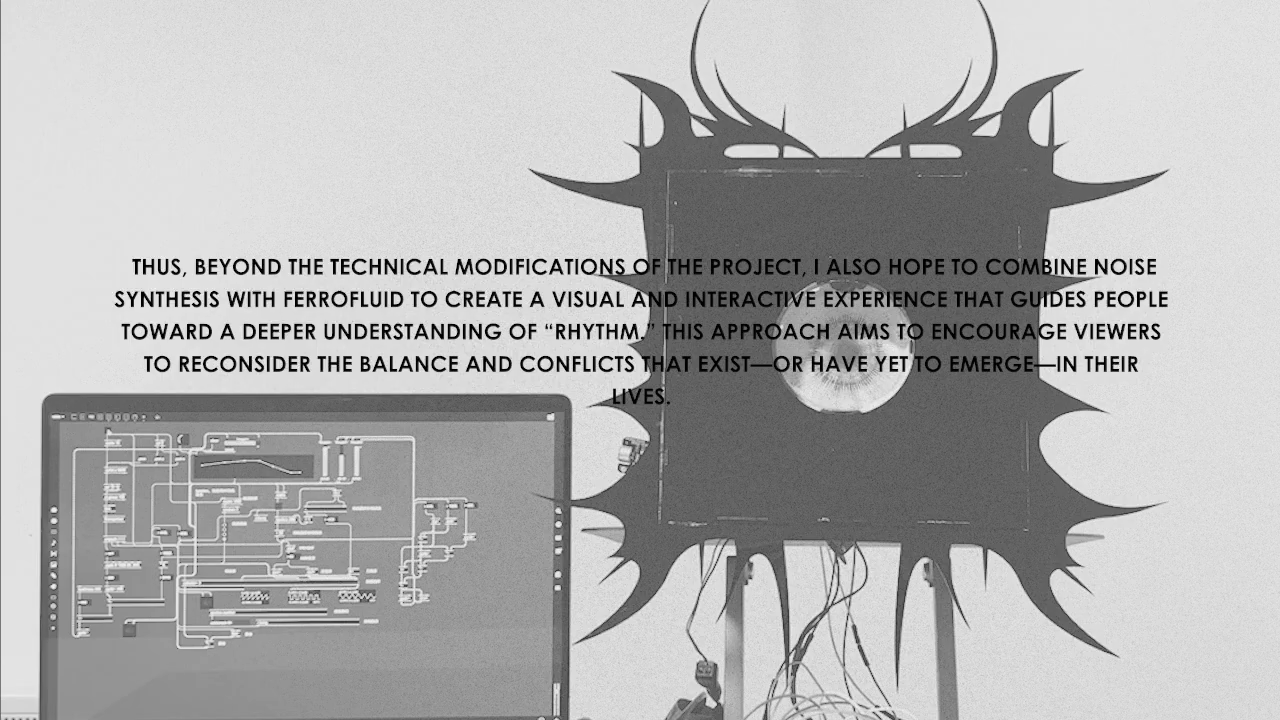 THUS, BEYOND THE TECHNICAL MODIFICATIONS OF THE PROJECT, I ALSO HOPE TO COMBINE NOISE
SYNTHESIS WITH FERROFLUID TO CREATE A VISUAL AND INTERACTIVE EXPERIENCE THAT GUIDES PEOPLE
TOWARD A DEEPER UNDERSTANDING OF “RHYTHM.” THIS APPROACH AIMS TO ENCOURAGE VIEWERS
TO RECONSIDER THE BALANCE AND CONFLICTS THAT EXIST—OR HAVE YET TO EMERGE—IN THEIR
LIVES.